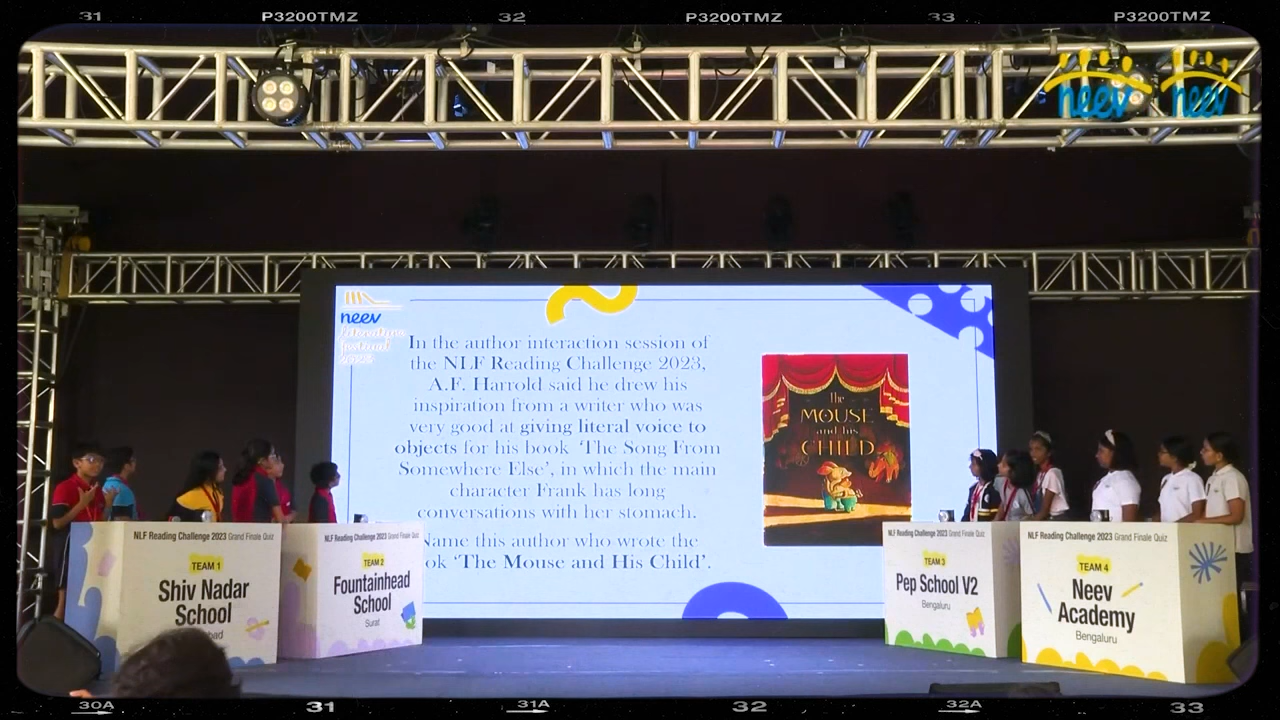 31 P3200TMZ 32 P3200TMZ 33 P3200TMZ
neev neev
neev
literature
festival
In the author interaction session of
the NLF Reading Challenge 2023,
A.F. Harrold said he drew his
inspiration from a writer who was
very good at giving literal voice to
objects for his book ‘The Song From
Somewhere Else’, in which the main
character Frank has long
conversations with her stomach.
Name this author who wrote the
ok ‘The Mouse and His Child’.
The
MOUSE
and his
CHILD
NLF Reading Challenge 2023 Grand Finale Quiz
TEAM 1
Shiv Nadar
School
bad
NLF Reading Challenge 2023 Grand Finale Quiz
TEAM 2
Fountainhead
School
Surat
NLF Reading Challenge 2023 Grand Finale Quiz
TEAM 3
Pep School V2
Bengaluru
NLF Reading Challenge 2023 Grand Finale Quiz
TEAM 4
Neev
Academy
Bengaluru
30A 31 31A 32 32A 33